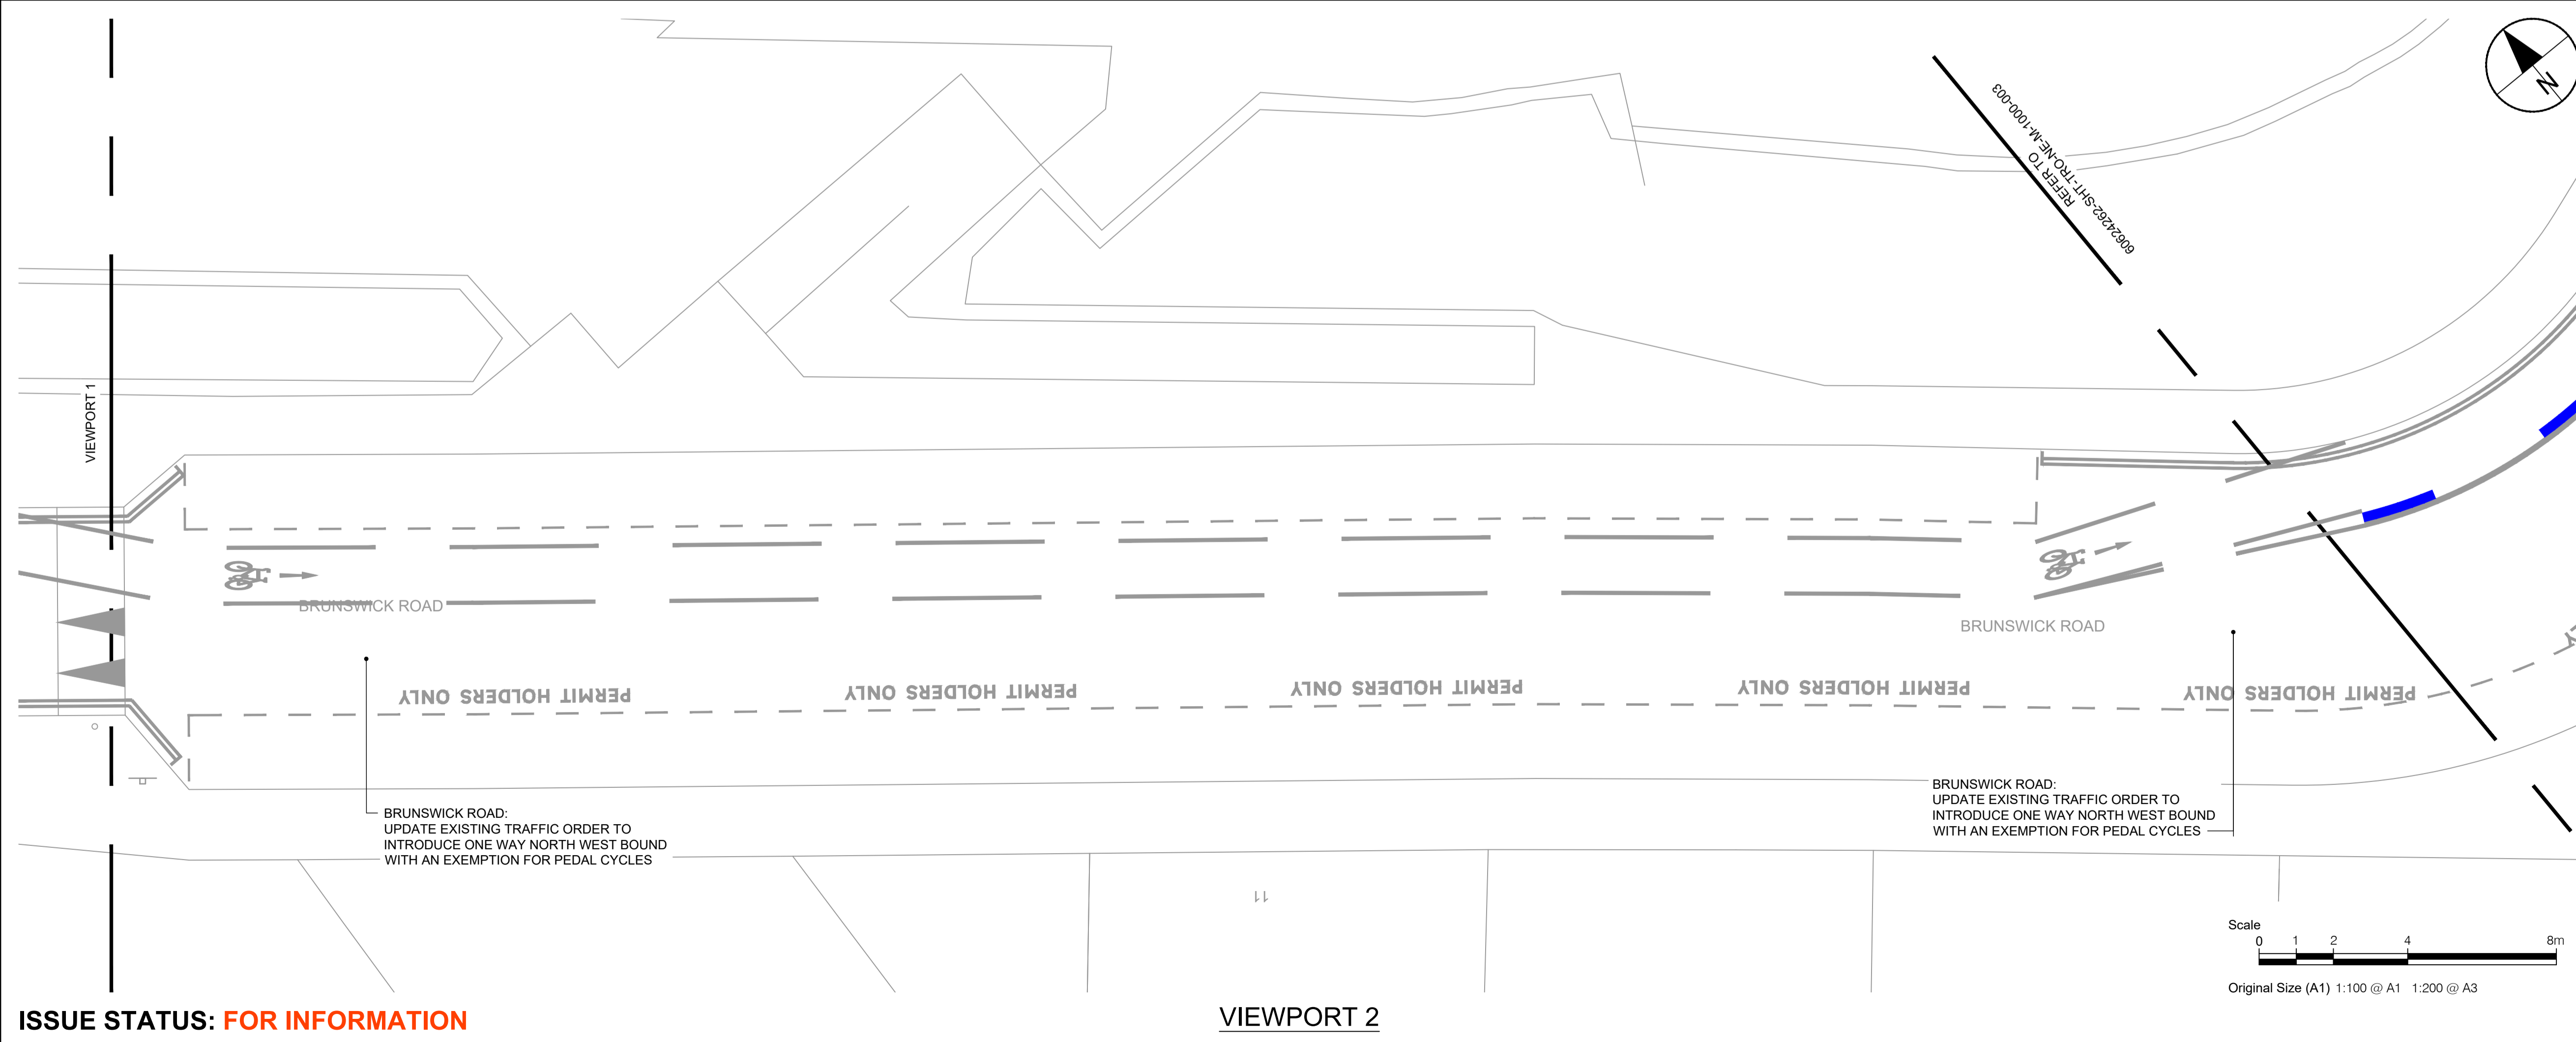 N
REFER TO
60624262-SHT-TRO-NE-M-1000-003
VIEWPORT 1
BRUNSWICK ROAD
BRUNSWICK ROAD
PERMIT HOLDERS ONLY
PERMIT HOLDERS ONLY
PERMIT HOLDERS ONLY
PERMIT HOLDERS ONLY
PERMIT HOLDERS ONLY
BRUNSWICK ROAD:
UPDATE EXISTING TRAFFIC ORDER TO
INTRODUCE ONE WAY NORTH WEST BOUND
WITH AN EXEMPTION FOR PEDAL CYCLES
BRUNSWICK ROAD:
UPDATE EXISTING TRAFFIC ORDER TO
INTRODUCE ONE WAY NORTH WEST BOUND
WITH AN EXEMPTION FOR PEDAL CYCLES
11
Scale
0 1 2 4 8m
Original Size (A1) 1:100 @ A1 1:200 @ A3
ISSUE STATUS: FOR INFORMATION
VIEWPORT 2